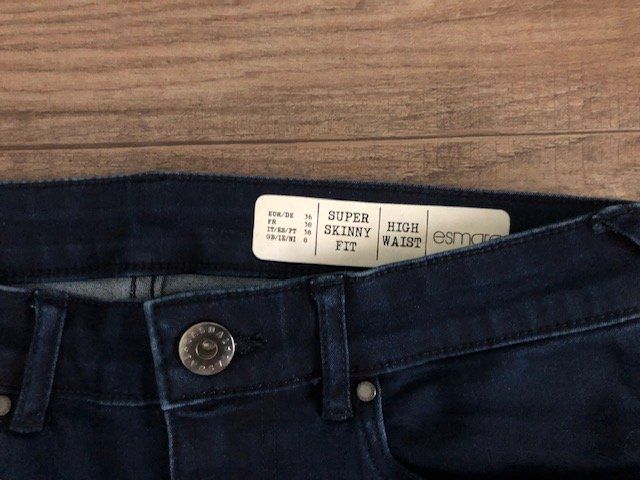 EUR/DE 36
FR 38
IT/ES/PT 38
GB/IE/NI 8
SUPER
SKINNY
FIT
HIGH
WAIST
esmara